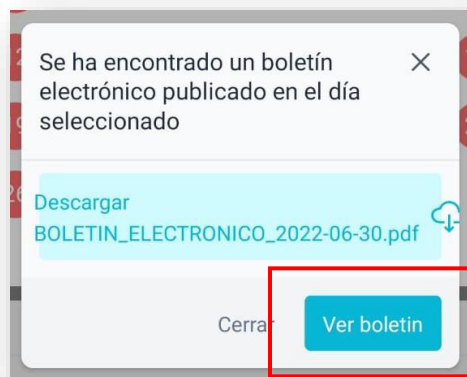 Se ha encontrado un boletín
electrónico publicado en el día
seleccionado
Descargar
BOLETIN_ELECTRONICO_2022-06-30.pdf
Cerrar
Ver boletin